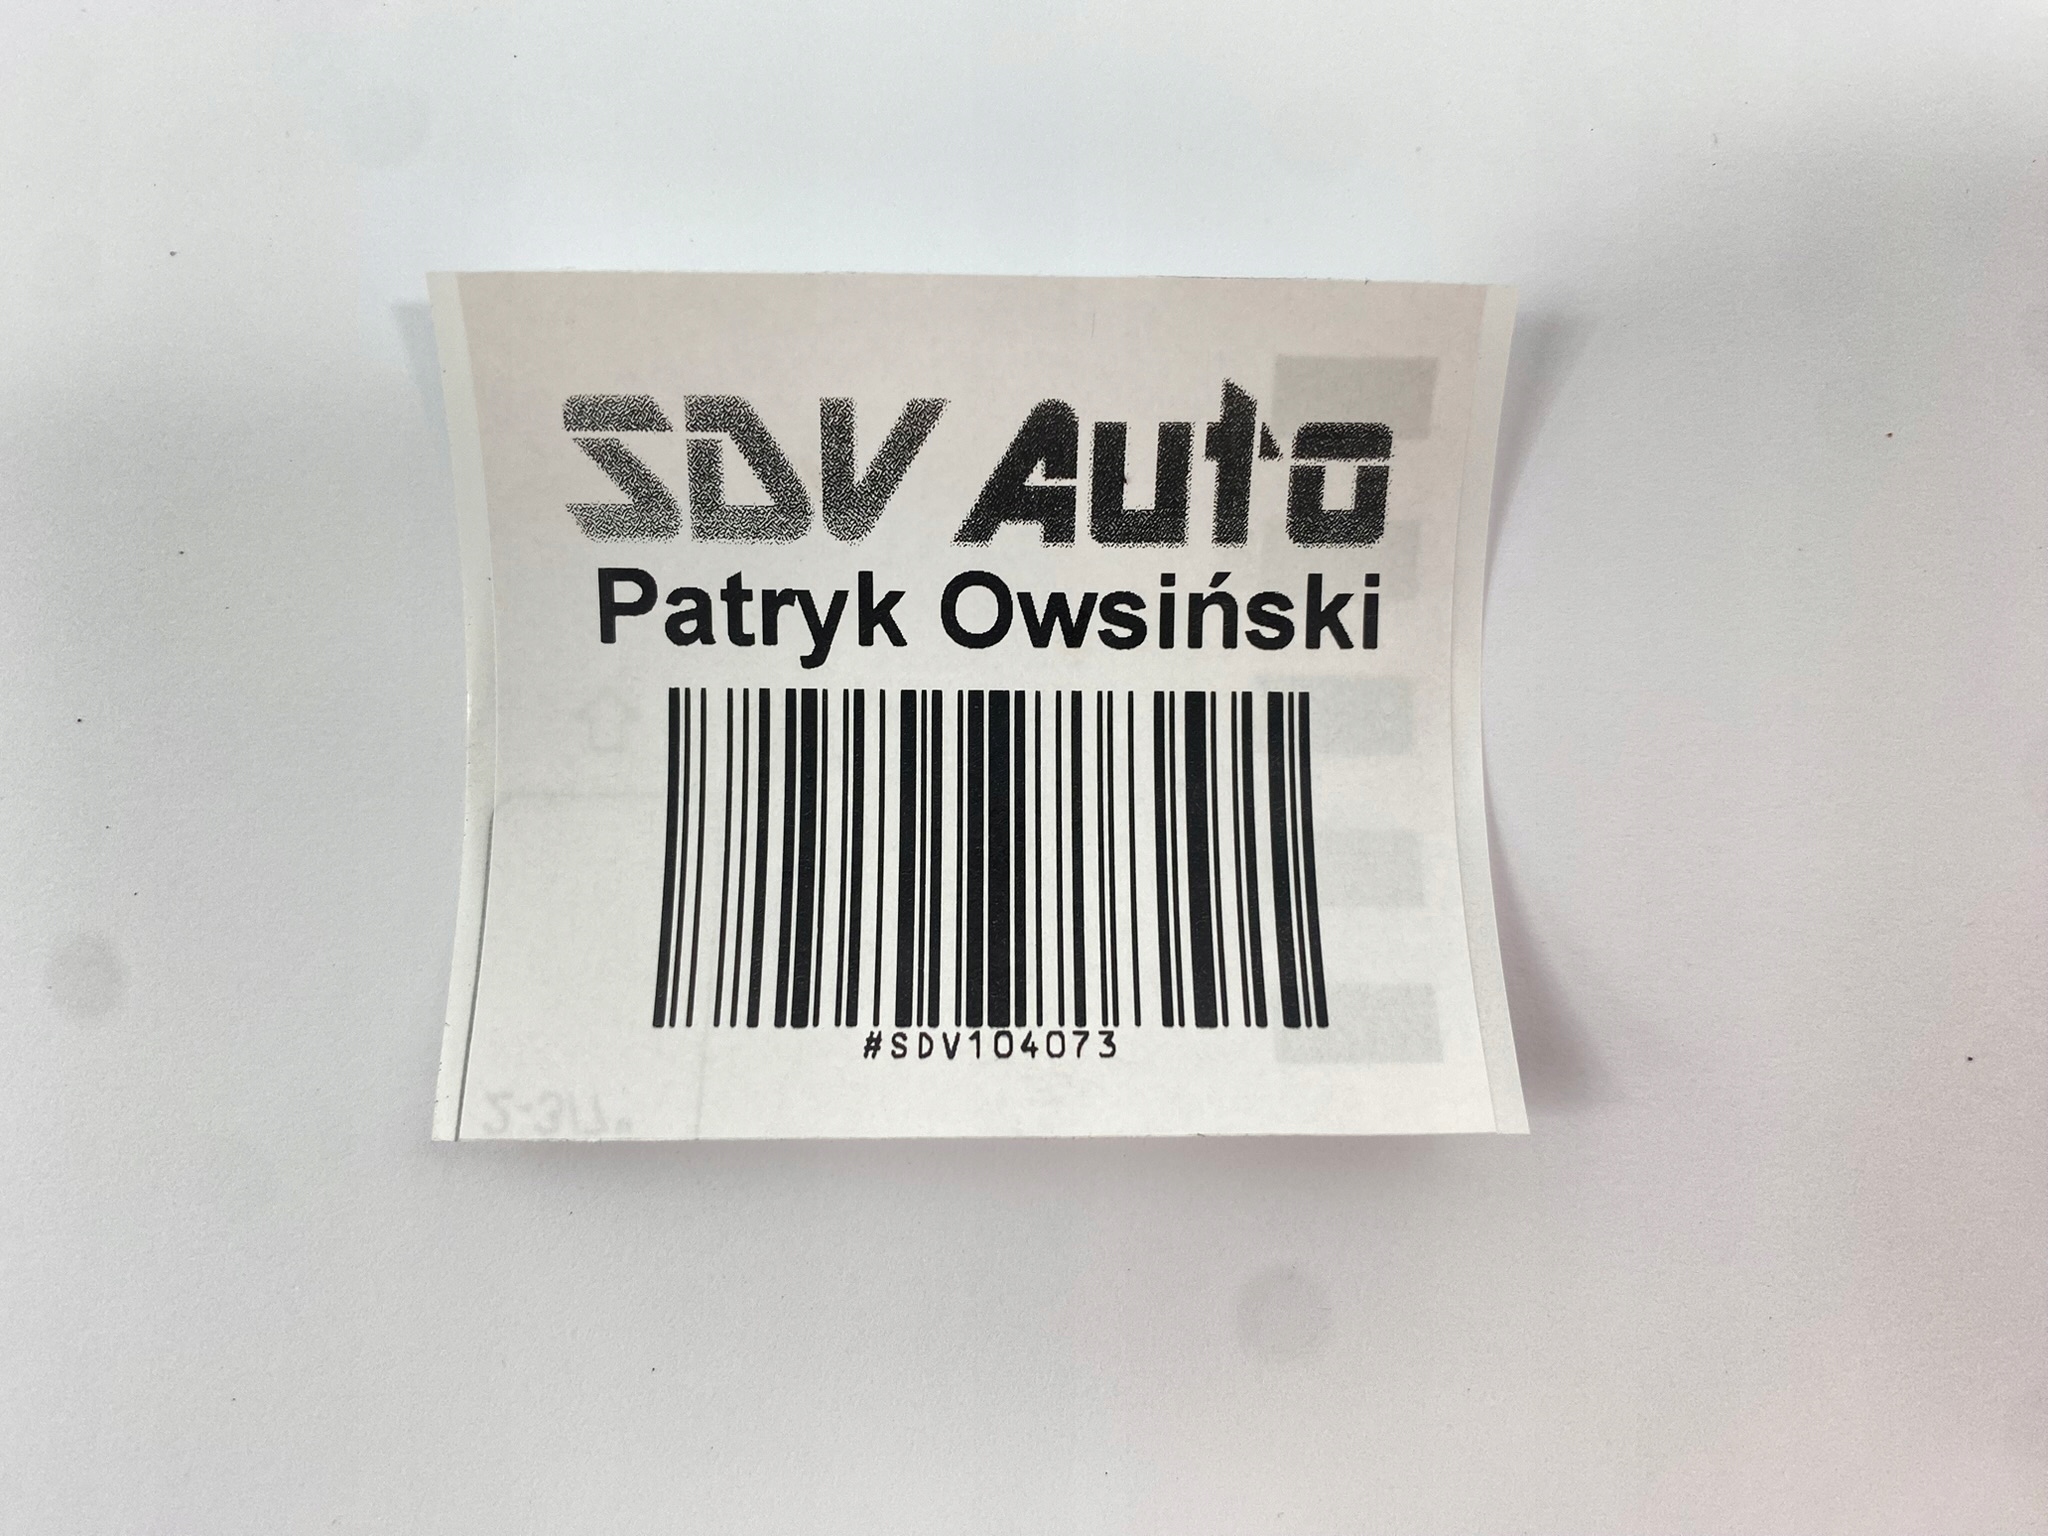 SDV Auto
Patryk Owsiński
#SDV104073